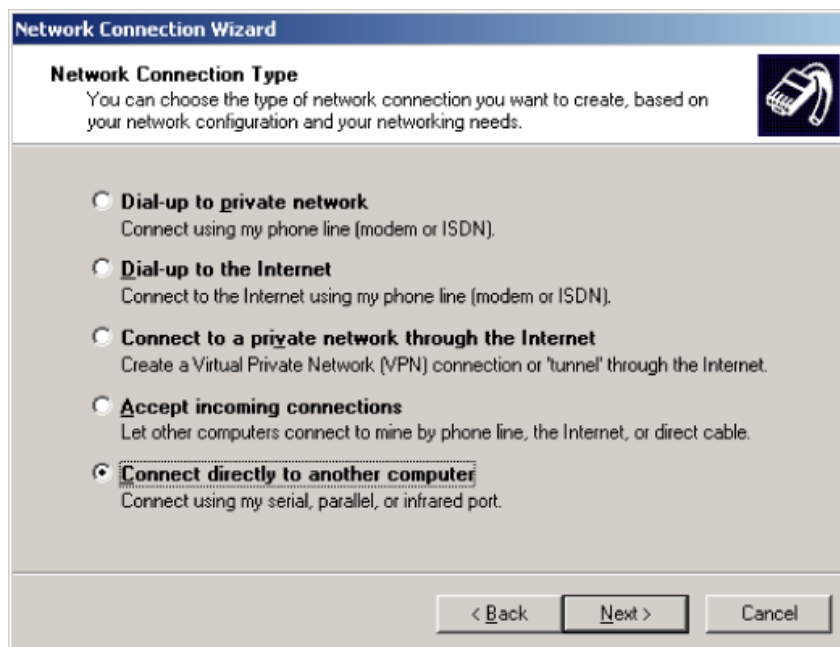 Network Connection Wizard
Network Connection Type
You can choose the type of network connection you want to create, based on
your network configuration and your networking needs.
Dial-up to private network
Connect using my phone line (modem or ISDN).
Dial-up to the Internet
Connect to the Internet using my phone line (modem or ISDN).
Connect to a private network through the Internet
Create a Virtual Private Network (VPN) connection or 'tunnel' through the Internet.
Accept incoming connections
Let other computers connect to mine by phone line, the Internet, or direct cable.
Connect directly to another computer
Connect using my serial, parallel, or infrared port.
< Back Next > Cancel